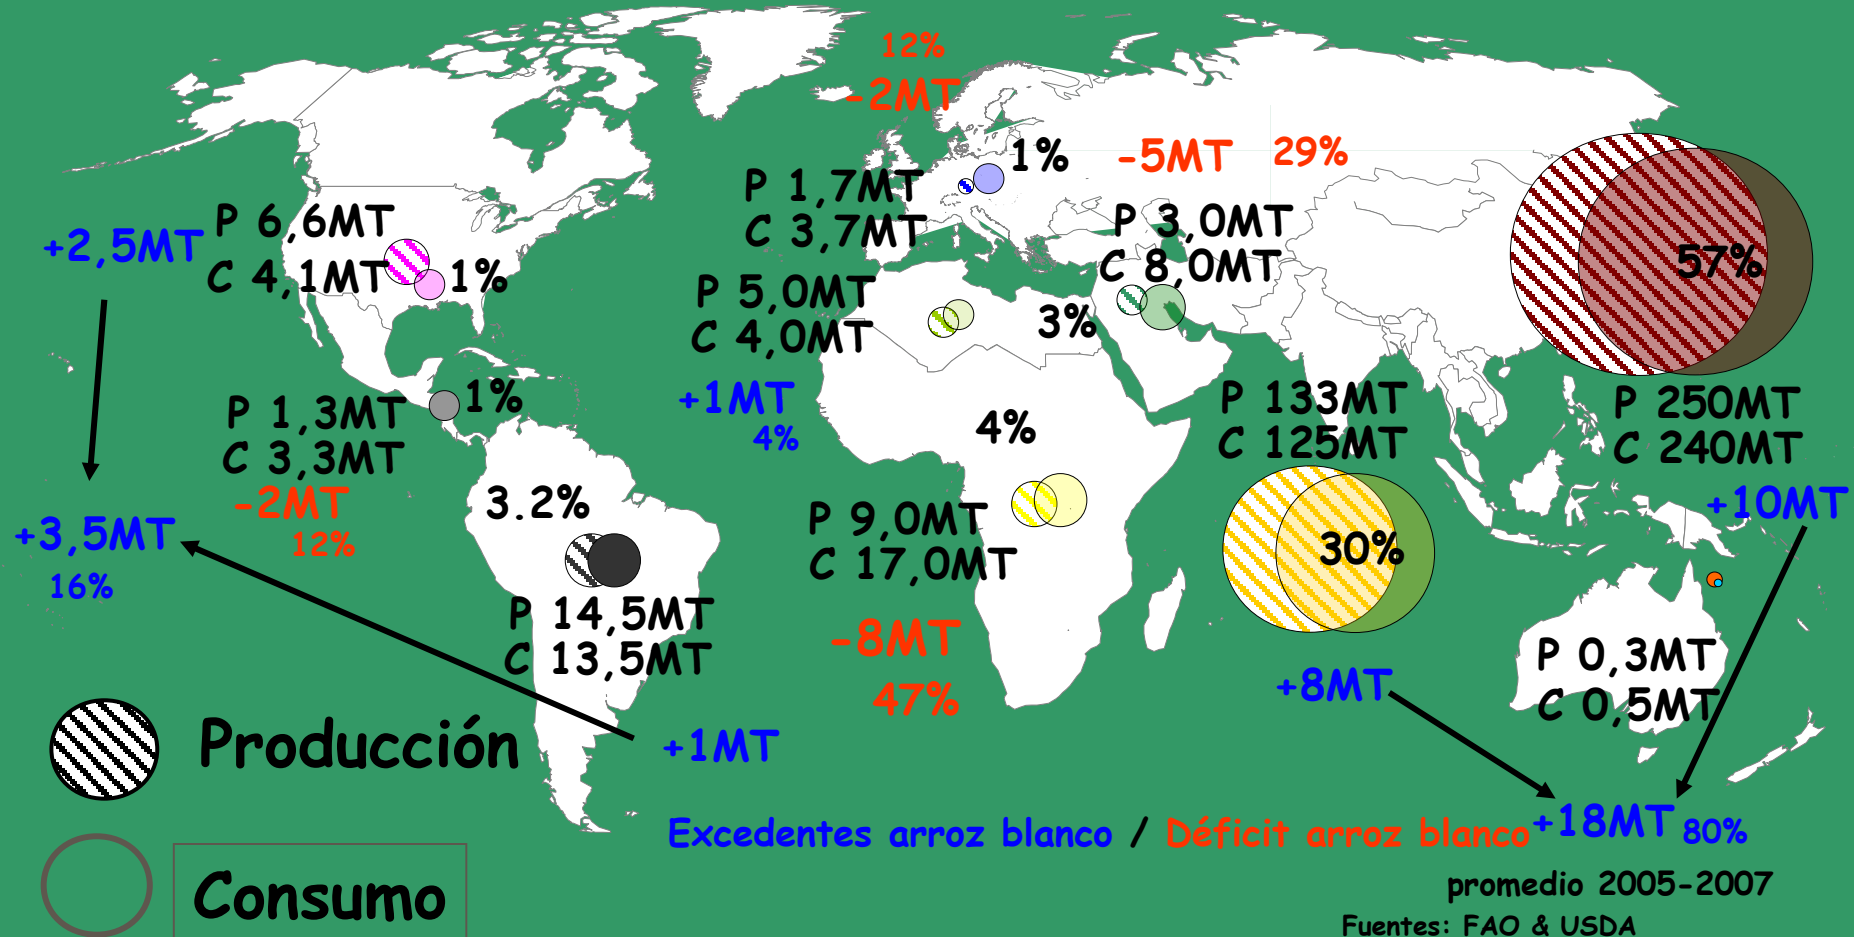 12%
-2MT
1%
-5MT 29%
P 1,7MT
C 3,7MT
P 6,6MT
C 4,1MT
1%
+2,5MT
P 3,0MT
C 8,0MT
57%
P 5,0MT
C 4,0MT
3%
+1MT
4%
P 1,3MT
C 3,3MT
1%
-2MT
12%
4%
P 133MT
C 125MT
P 250MT
C 240MT
+10MT
+3,5MT
16%
3.2%
P 14,5MT
C 13,5MT
P 9,0MT
C 17,0MT
-8MT
47%
30%
+8MT
P 0,3MT
C 0,5MT
+1MT
Producción
Consumo
Excedentes arroz blanco / Déficit arroz blanco
+18MT 80%
promedio 2005-2007
Fuentes: FAO & USDA